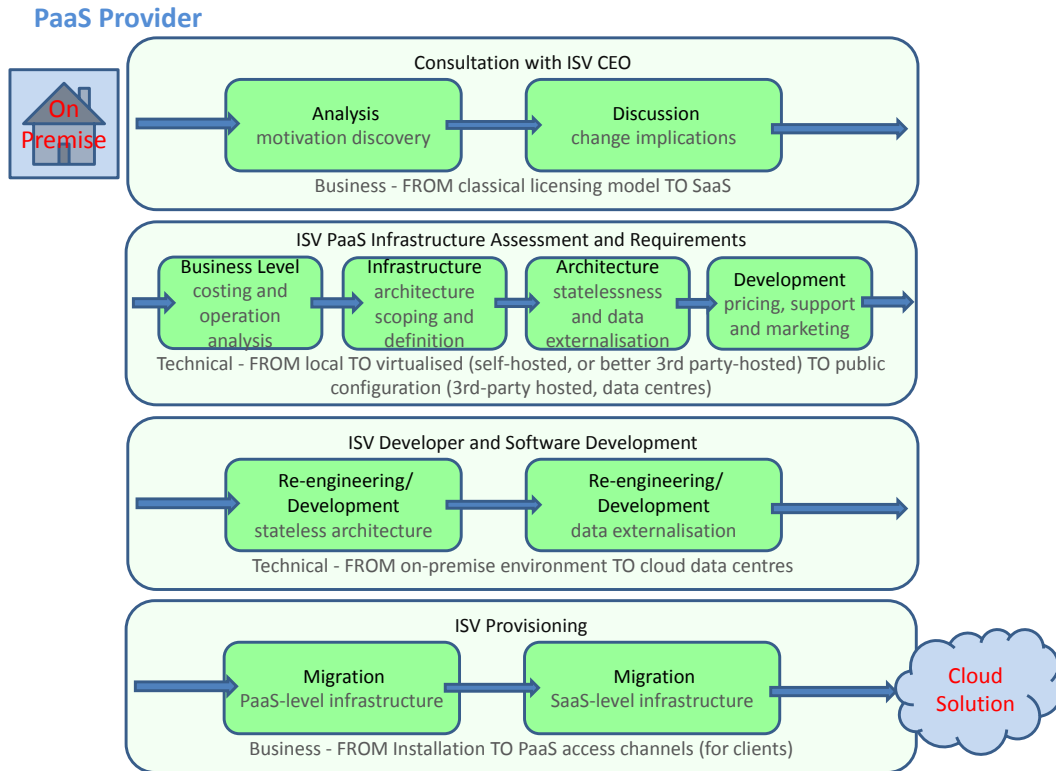 PaaS Provider
On
Premise
Consultation with ISV CEO
Analysis
motivation discovery
Discussion
change implications
Business - FROM classical licensing model TO SaaS
ISV PaaS Infrastructure Assessment and Requirements
Business Level
costing and
operation
analysis
Infrastructure
architecture
scoping and
definition
Architecture
statelessness
and data
externalisation
Development
pricing, support
and marketing
Technical - FROM local TO virtualised (self-hosted, or better 3rd party-hosted) TO public
configuration (3rd-party hosted, data centres)
ISV Developer and Software Development
Re-engineering/
Development
stateless architecture
Re-engineering/
Development
data externalisation
Technical - FROM on-premise environment TO cloud data centres
ISV Provisioning
Migration
PaaS-level infrastructure
Migration
SaaS-level infrastructure
Business - FROM Installation TO PaaS access channels (for clients)
Cloud
Solution